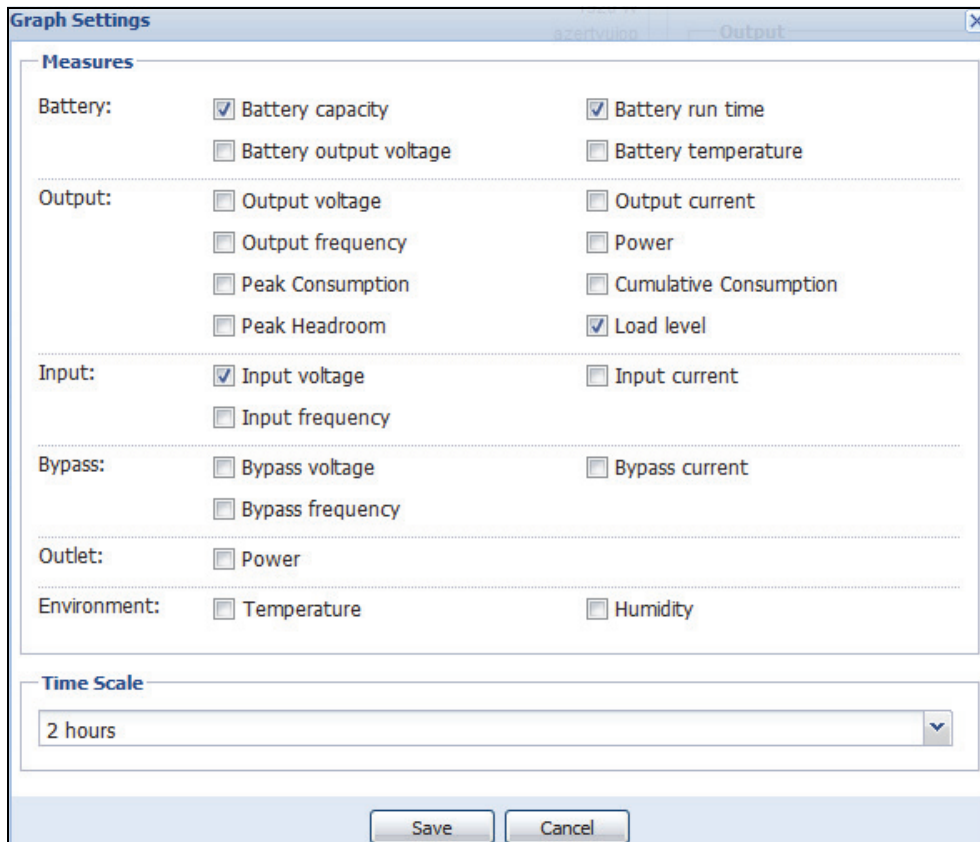 Graph Settings
azertyuiop
Output
Measures
Battery:
Battery capacity
Battery run time
Battery output voltage
Battery temperature
Output:
Output voltage
Output current
Output frequency
Power
Peak Consumption
Cumulative Consumption
Peak Headroom
Load level
Input:
Input voltage
Input current
Input frequency
Bypass:
Bypass voltage
Bypass current
Bypass frequency
Outlet:
Power
Environment:
Temperature
Humidity
Time Scale
2 hours
Save
Cancel